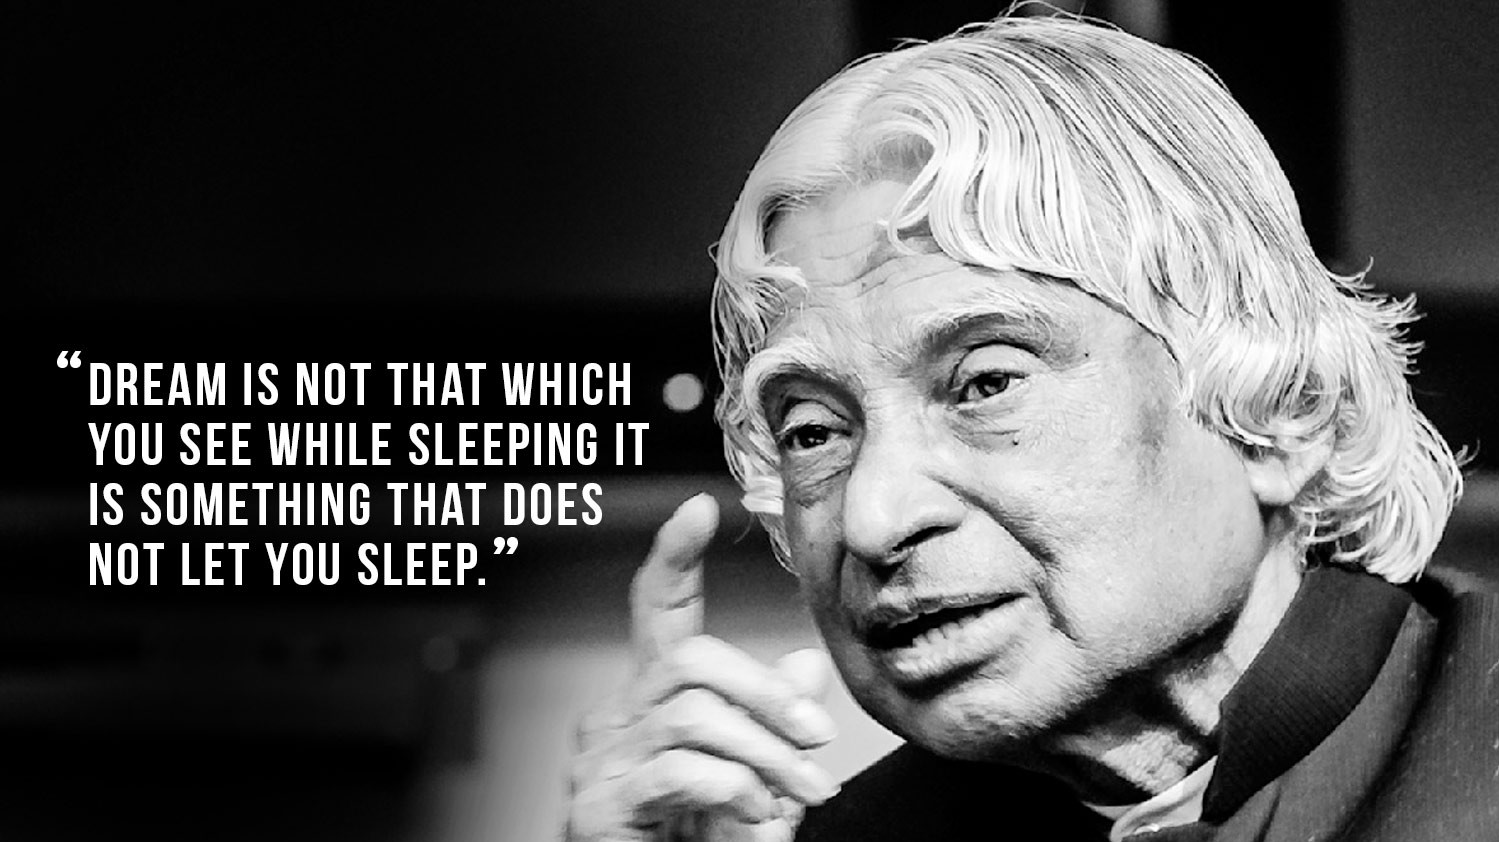 “DREAM IS NOT THAT WHICH
YOU SEE WHILE SLEEPING IT
IS SOMETHING THAT DOES
NOT LET YOU SLEEP.”